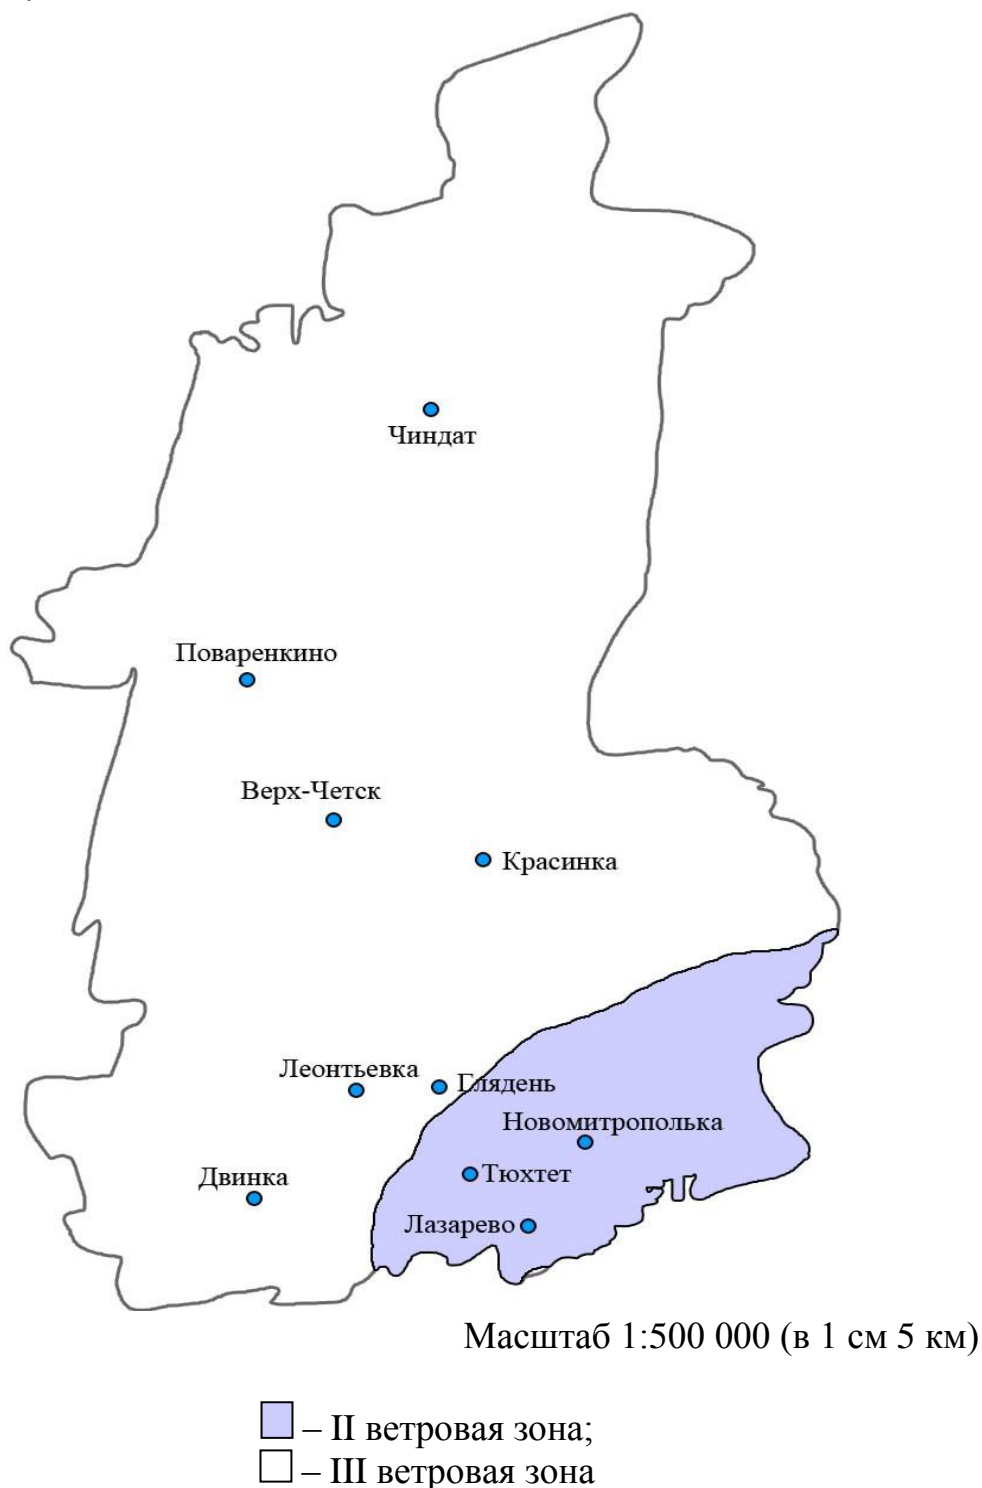 Чиндат
Поваренкино
Верх-Четск
Красинка
Леонтьевка
Глядень
Новомитрополька
Двинка
Тюхтет
Лазарево
Масштаб 1:500 000 (в 1 см 5 км)
– II ветровая зона;
– III ветровая зона